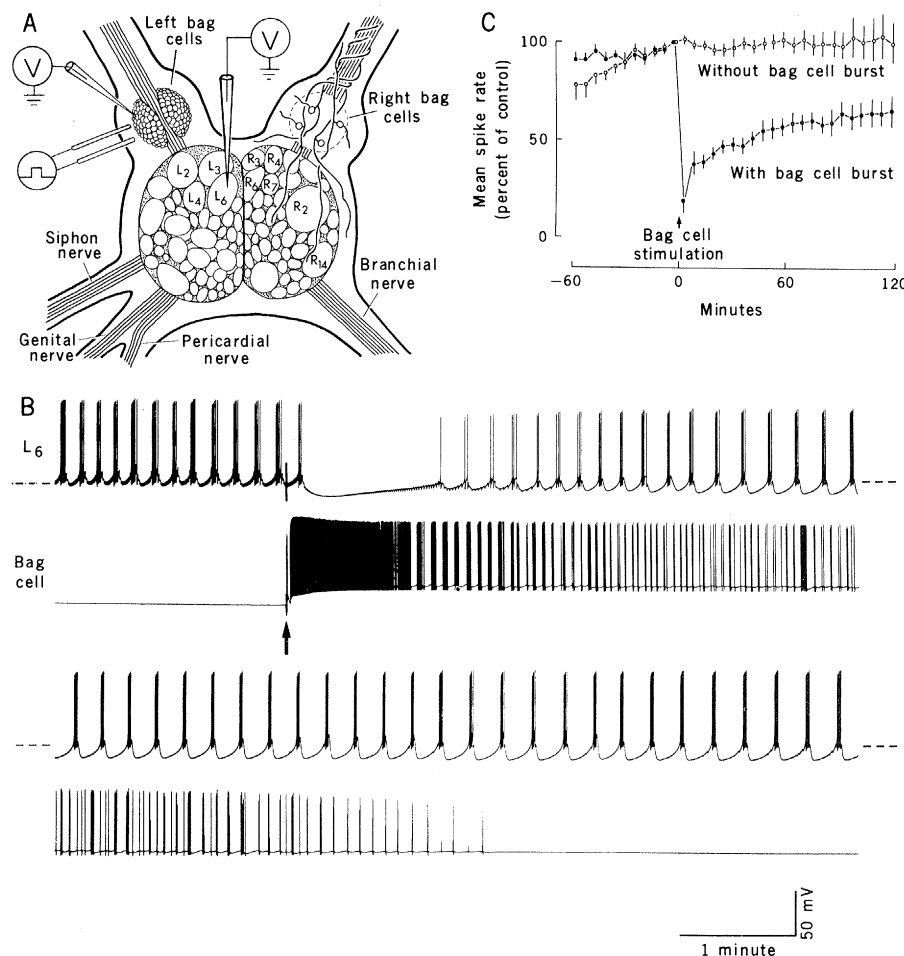 A
Left bag
cells
V
V
Right bag
cells
L2
L3
L4
L6
R3
R4
R6
R7
R2
R14
Siphon
nerve
Genital
nerve
Pericardial
nerve
Branchial
nerve
C
Mean spike rate
(percent of control)
100
50
0
Without bag cell burst
With bag cell burst
Bag cell
stimulation
-60
0
60
120
Minutes
B
L6
Bag
cell
50 mV
1 minute